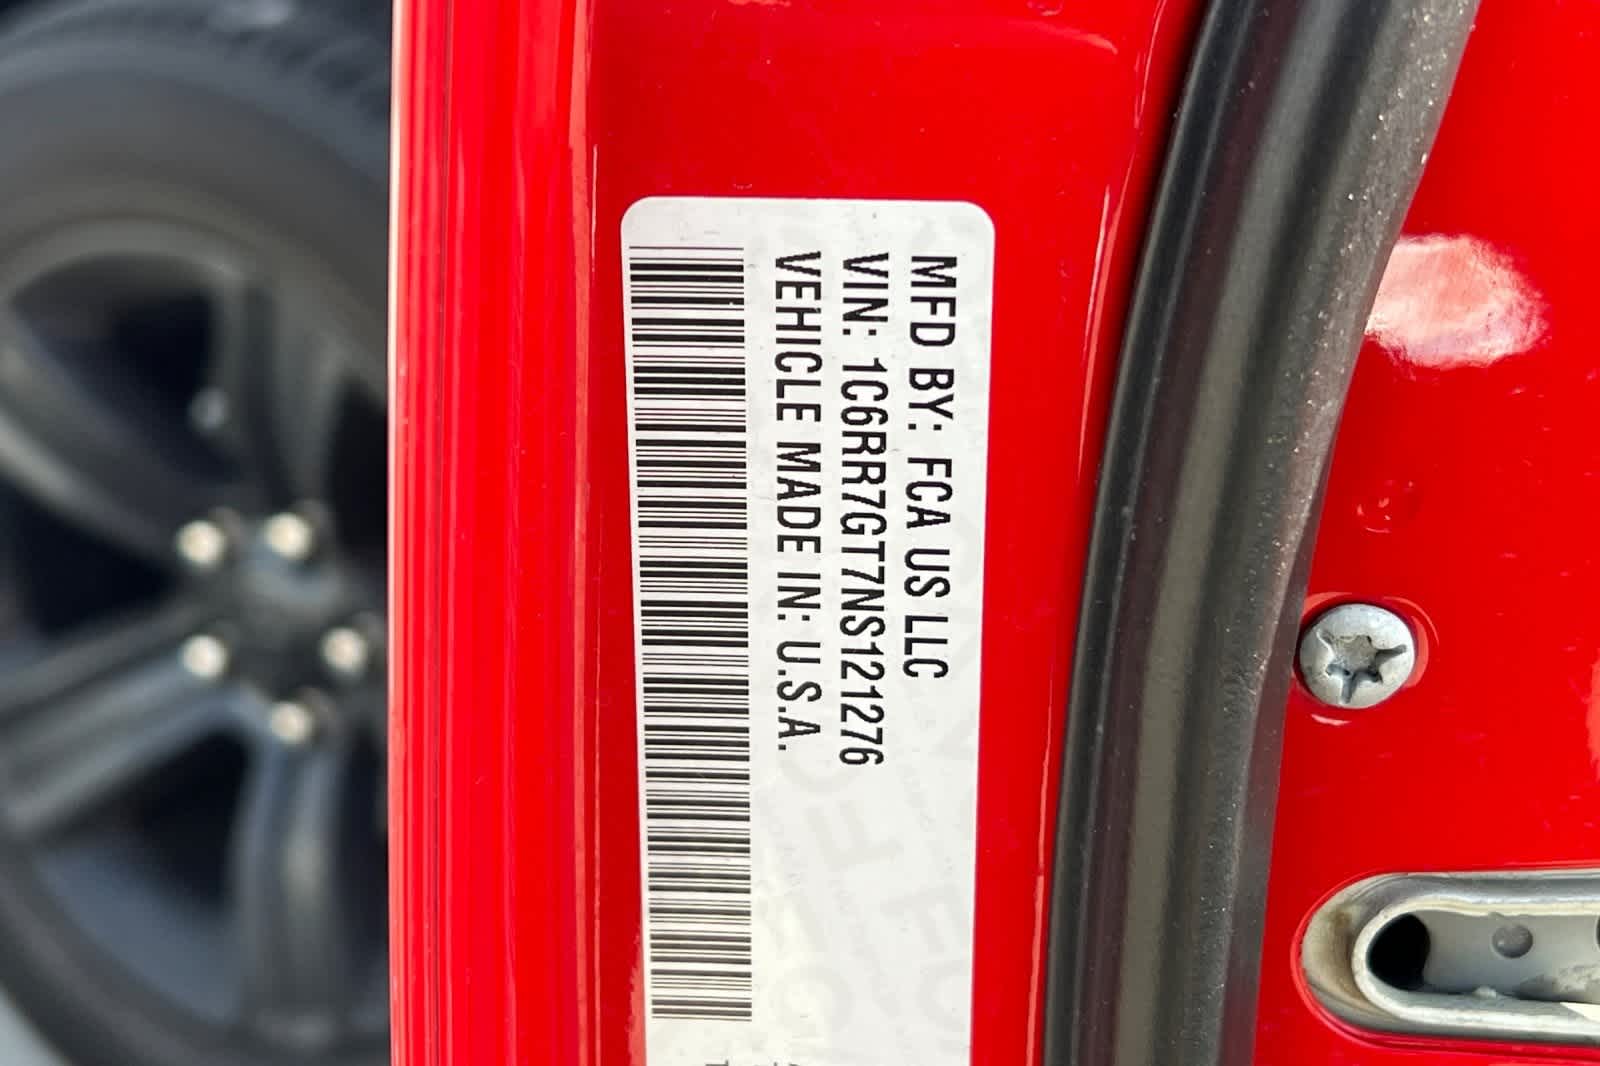 MFD BY: FCA US LLC
VIN: 1C6RR7GT7NS121276
VEHICLE MADE IN: U.S.A.